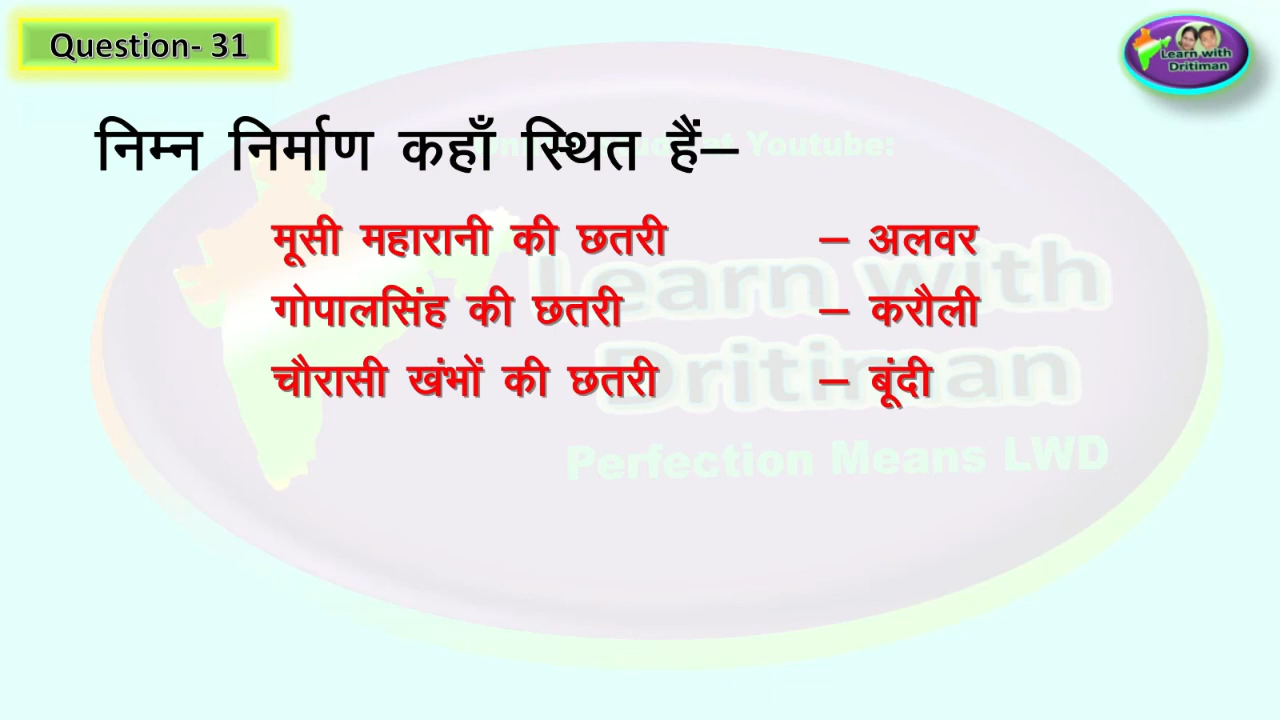 Question- 31
Learn with
Dritiman
निम्न निर्माण कहाँ स्थित हैं–
Youtube:
मूसी महारानी की छतरी – अलवर
गोपालसिंह की छतरी – करौली
चौरासी खंभों की छतरी – बूंदी
Learn with
Dritiman
Perfection Means LWD